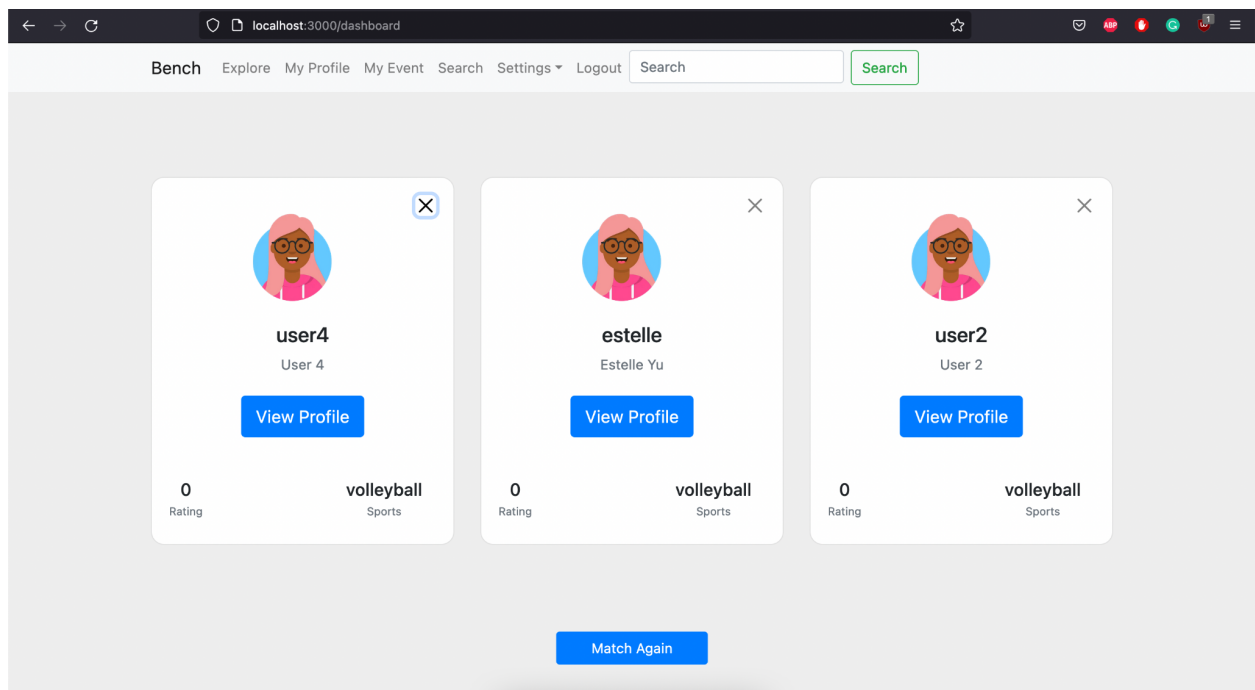 localhost:3000/dashboard
ABP
1
Bench Explore My Profile My Event Search Settings Logout Search Search
user4
User 4
View Profile
0 volleyball
Rating Sports
estelle
Estelle Yu
View Profile
0 volleyball
Rating Sports
user2
User 2
View Profile
0 volleyball
Rating Sports
Match Again